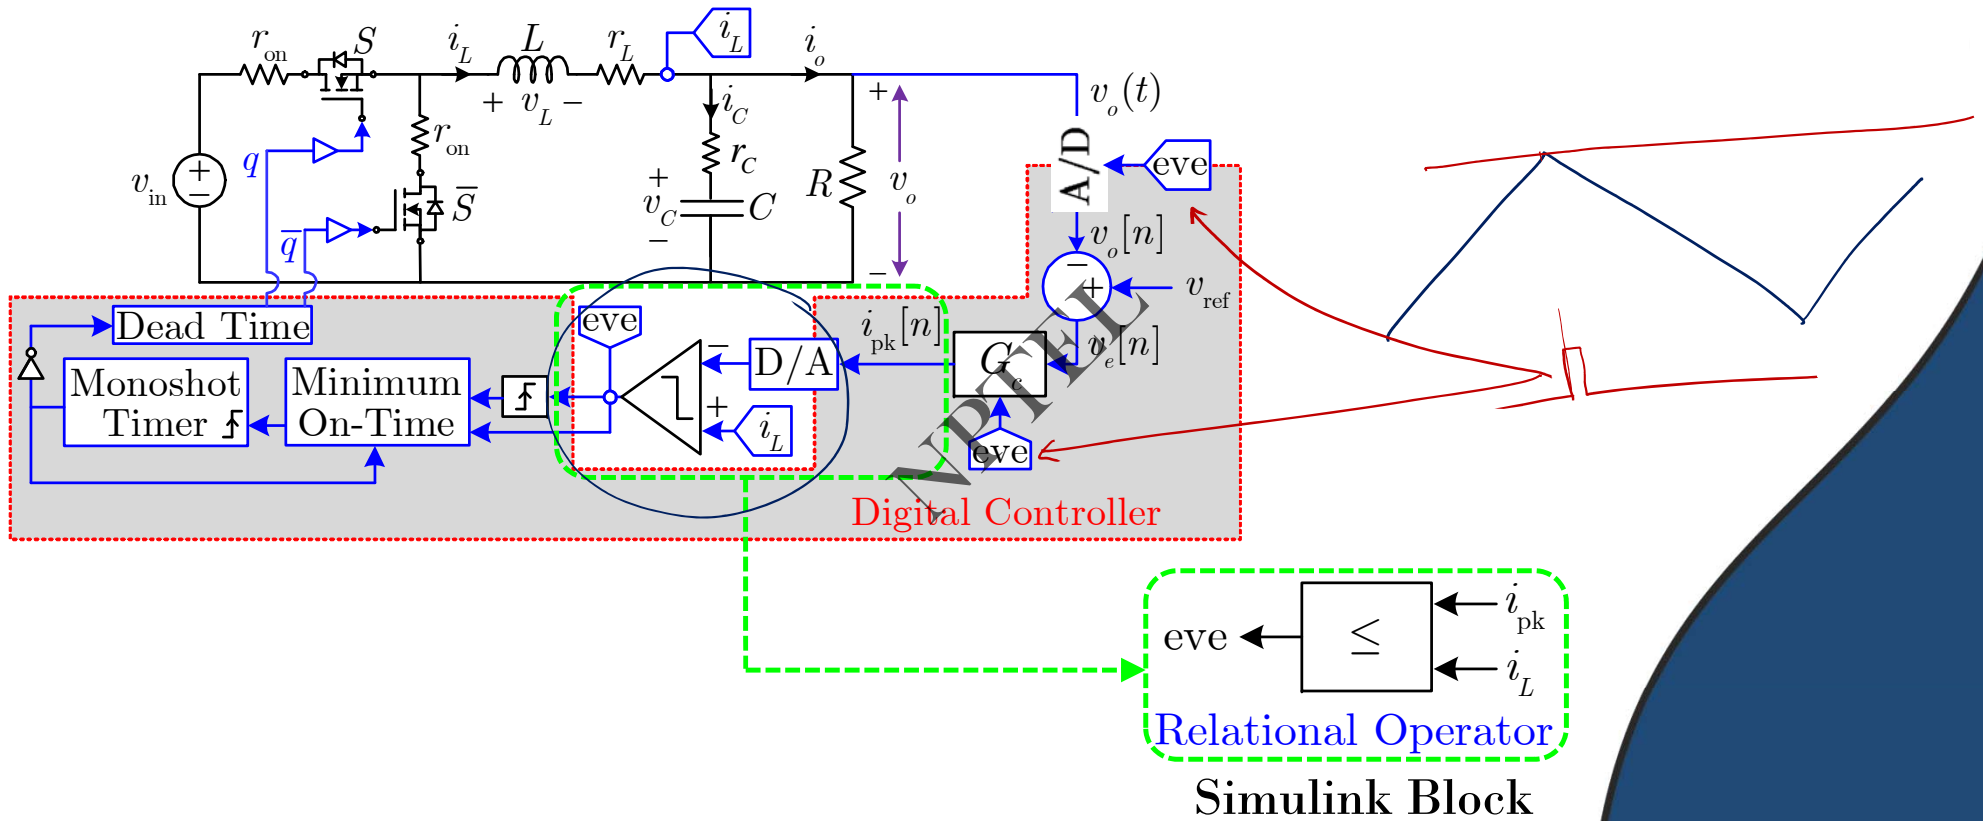 r_on
S
i_L
L
r_L
i_L
i_o
+ v_L −
i_C
+
v_o(t)
q
r_on
r_C
A/D
eve
v_in
+
−
S̅
+
v_C
−
C
R
v_o
q̅
v_o[n]
−
−
+
v_ref
Dead Time
eve
i_pk[n]
v_e[n]
−
D/A
G_c
Monoshot
Timer
Minimum
On-Time
+
i_L
eve
NPTEL
Digital Controller
i_pk
eve
≤
i_L
Relational Operator
Simulink Block